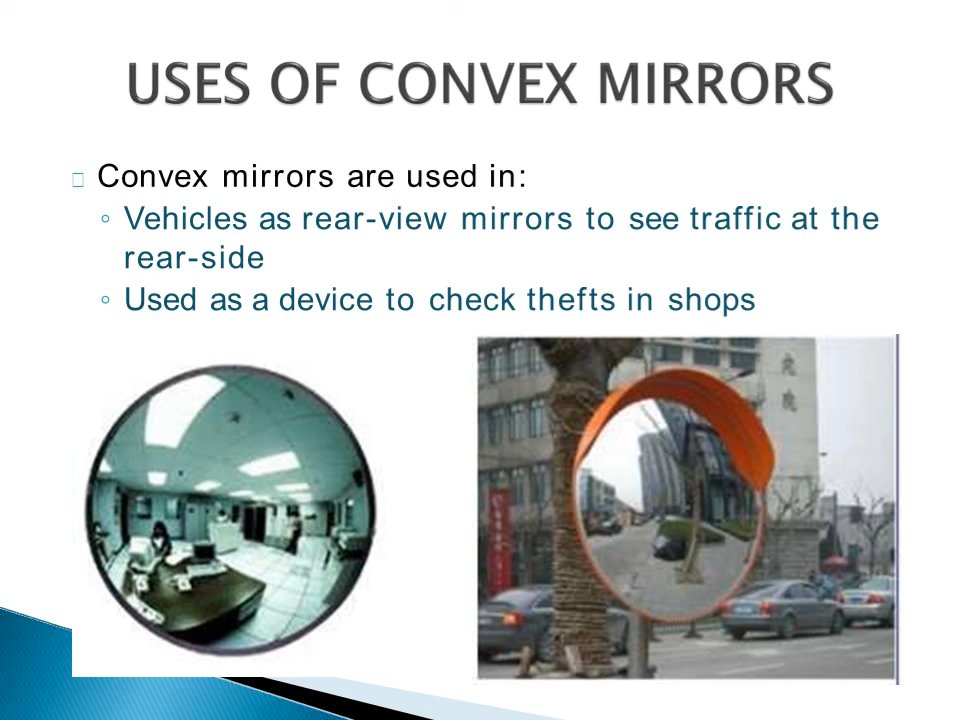 USES OF CONVEX MIRRORS
Convex mirrors are used in:
◦ Vehicles as rear-view mirrors to see traffic at the
rear-side
◦ Used as a device to check thefts in shops